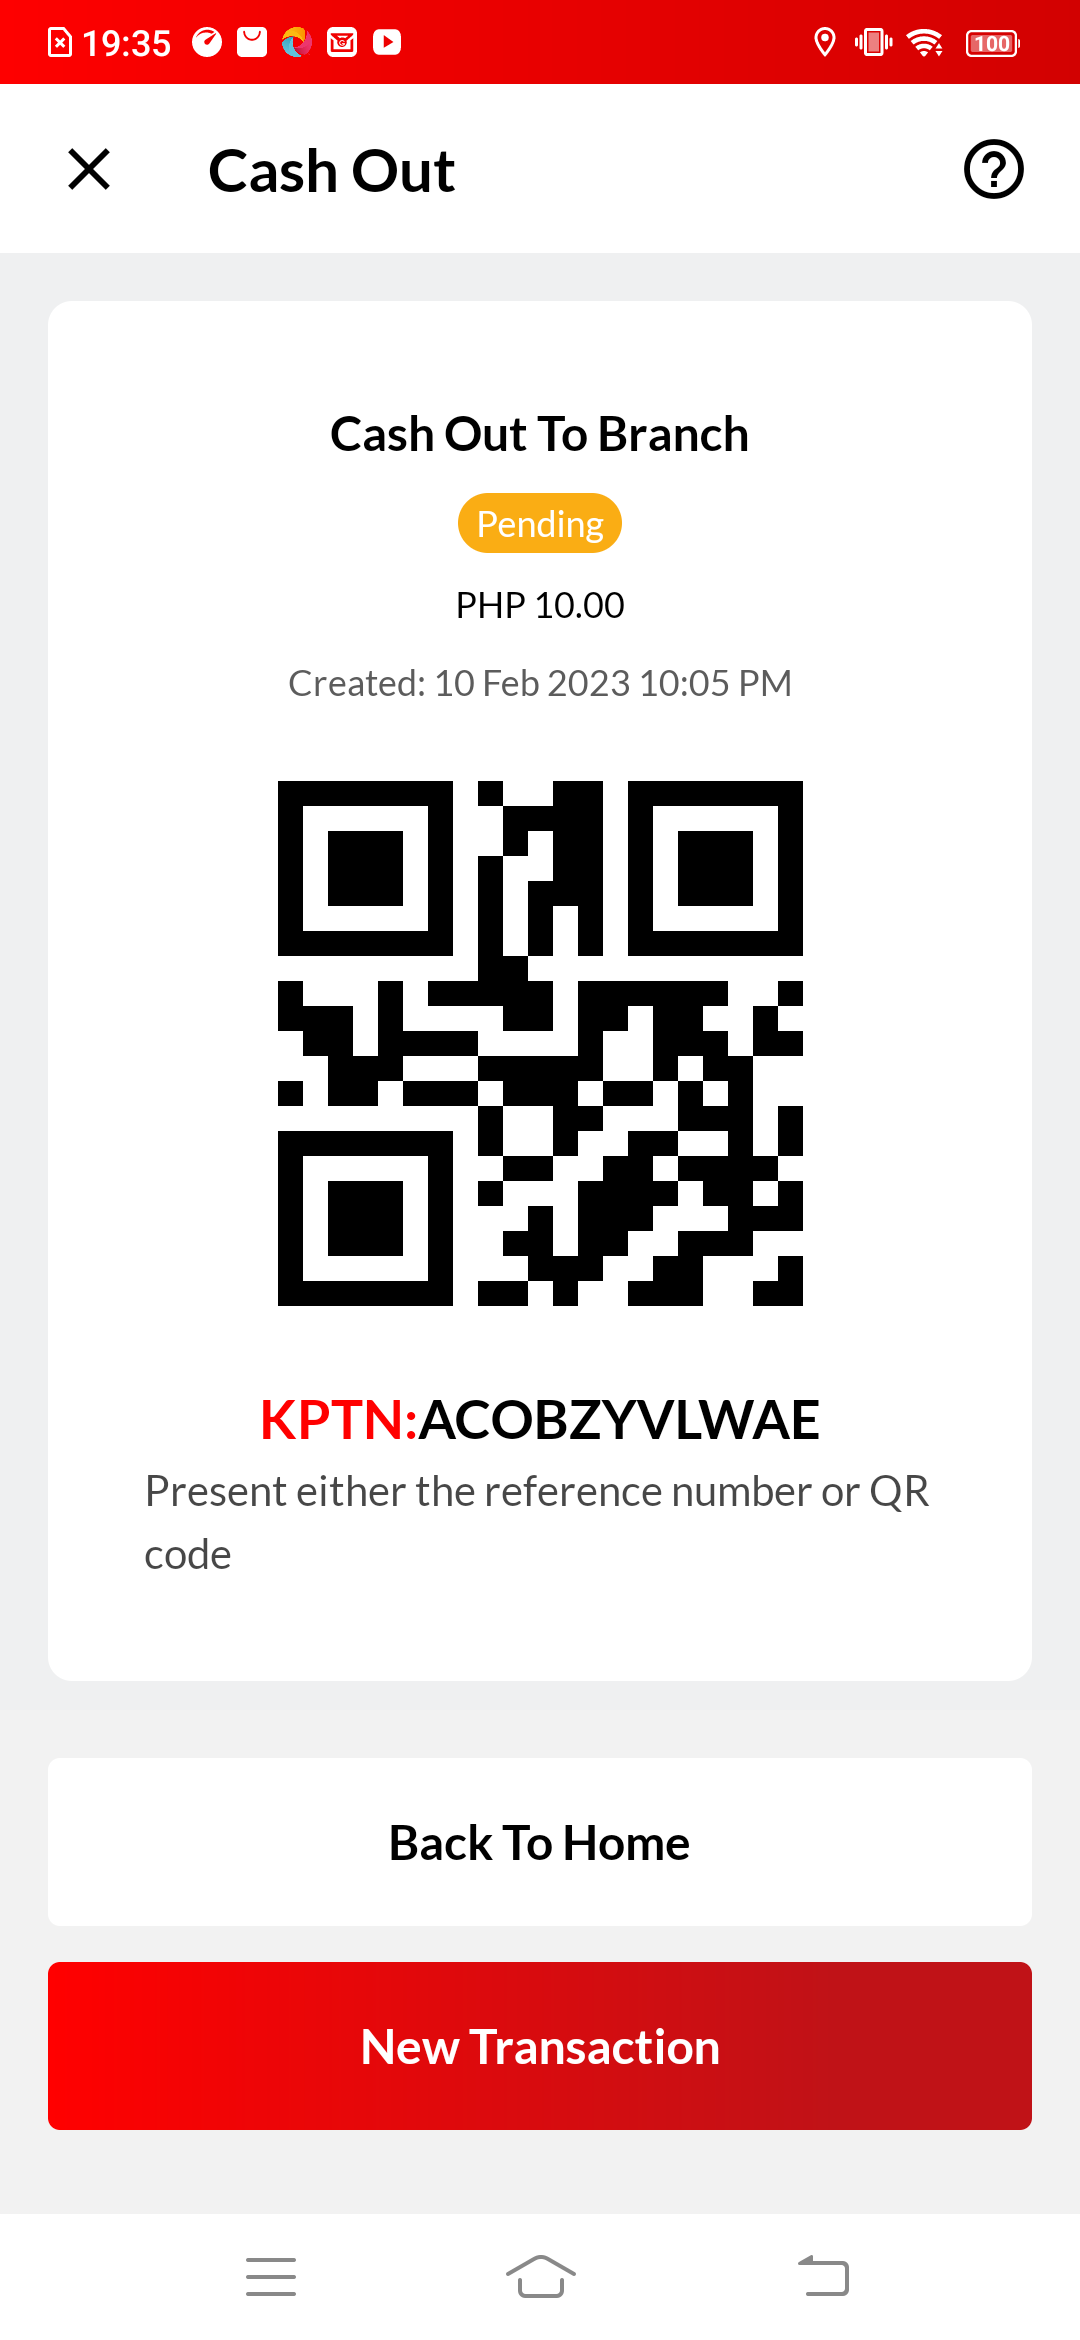 19:35
100
Cash Out
Cash Out To Branch
Pending
PHP 10.00
Created: 10 Feb 2023 10:05 PM
KPTN:ACOBZYVLWAE
Present either the reference number or QR
code
Back To Home
New Transaction